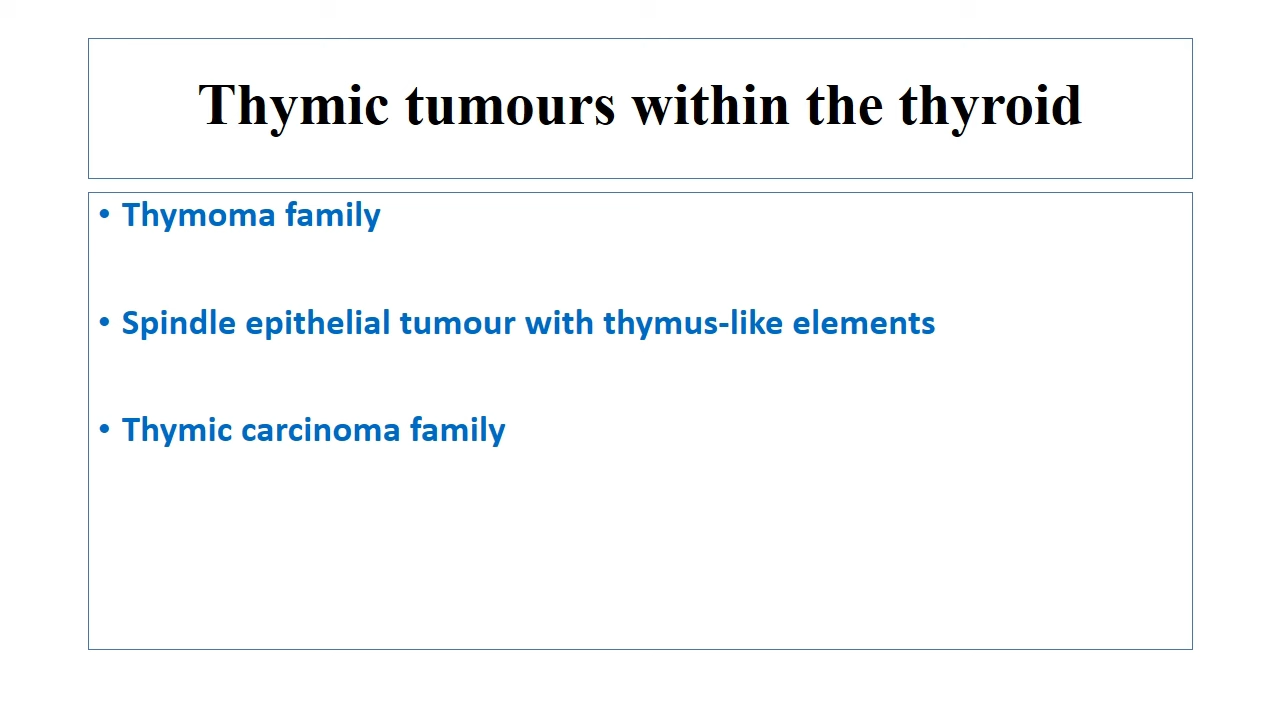 Thymic tumours within the thyroid
• Thymoma family
• Spindle epithelial tumour with thymus-like elements
• Thymic carcinoma family